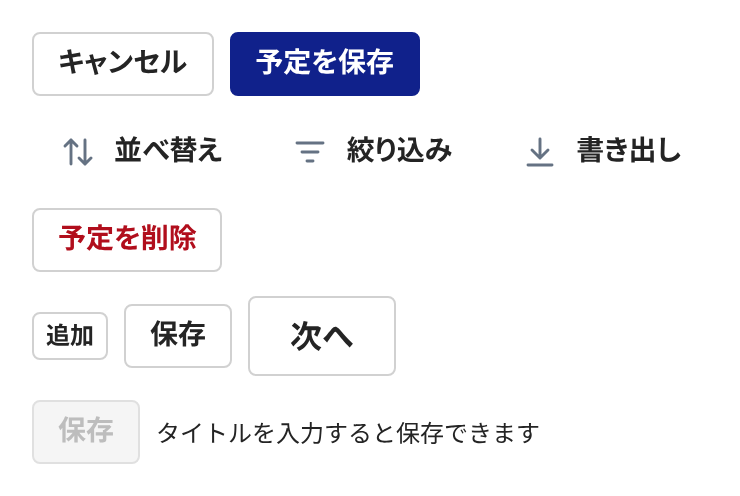 キャンセル 予定を保存
並べ替え 絞り込み 書き出し
予定を削除
追加 保存 次へ
保存 タイトルを入力すると保存できます